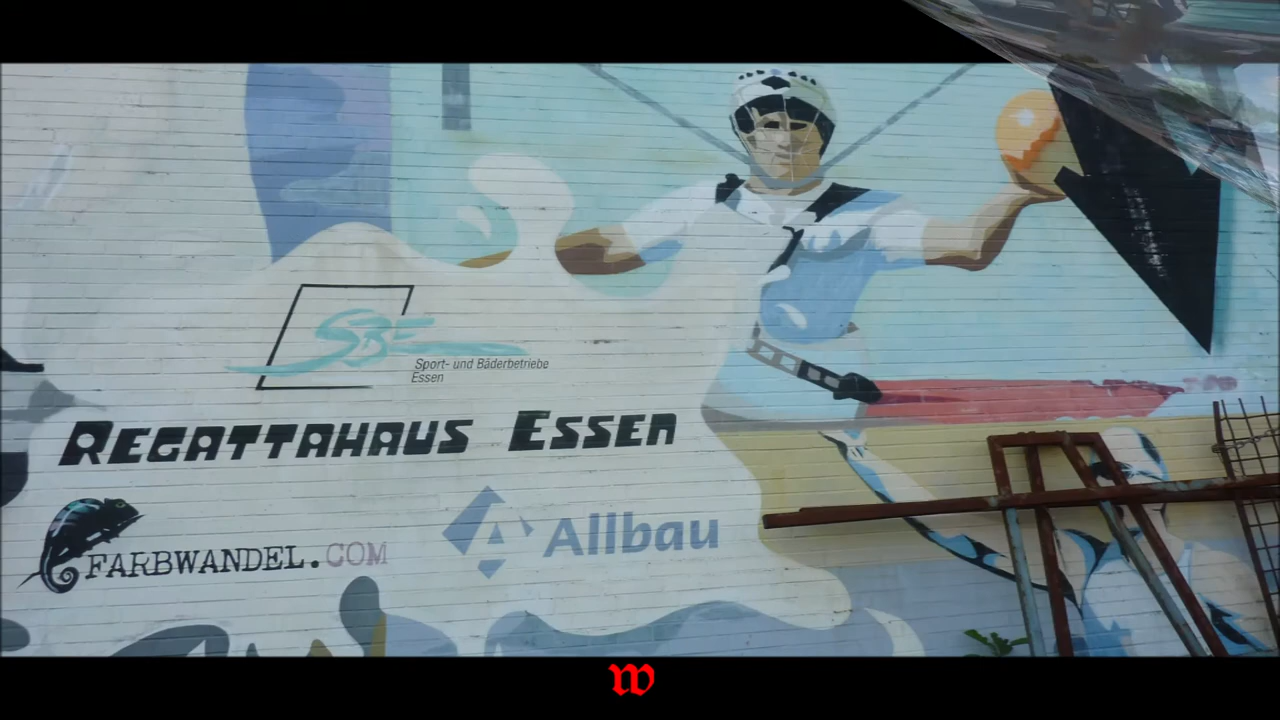 SBE
Sport- und Bäderbetriebe
Essen
REGATTAHAUS ESSEN
FARBWANDEL.COM
Allbau
W